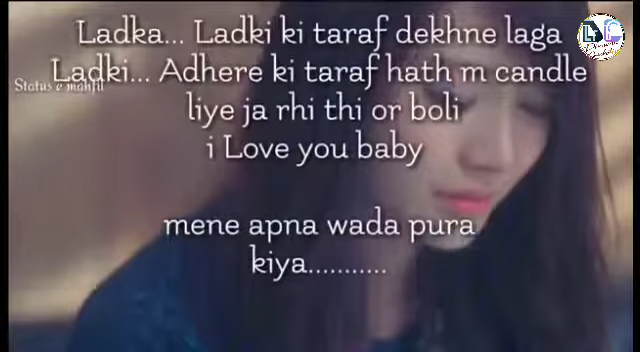 Ladka... Ladki ki taraf dekhne laga
Ladki... Adhere ki taraf hath m candle
Status e mahfil
liye ja rhi thi or boli
i Love you baby
mene apna wada pura
kiya...........